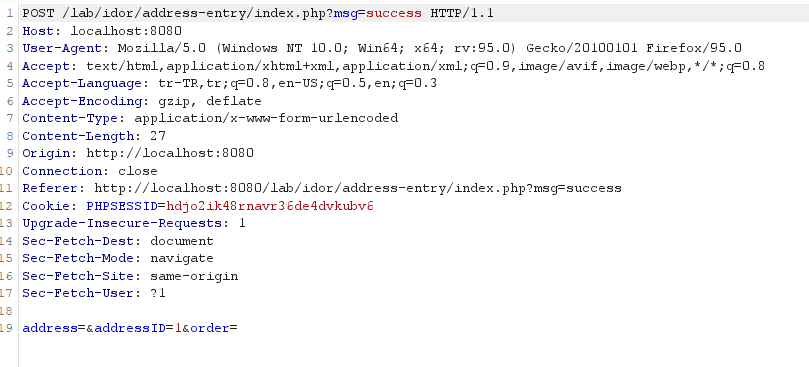 1 POST /lab/idor/address-entry/index.php?msg=success HTTP/1.1
2 Host: localhost:8080
3 User-Agent: Mozilla/5.0 (Windows NT 10.0; Win64; x64; rv:95.0) Gecko/20100101 Firefox/95.0
4 Accept: text/html,application/xhtml+xml,application/xml;q=0.9,image/avif,image/webp,*/*;q=0.8
5 Accept-Language: tr-TR,tr;q=0.8,en-US;q=0.5,en;q=0.3
6 Accept-Encoding: gzip, deflate
7 Content-Type: application/x-www-form-urlencoded
8 Content-Length: 27
9 Origin: http://localhost:8080
10 Connection: close
11 Referer: http://localhost:8080/lab/idor/address-entry/index.php?msg=success
12 Cookie: PHPSESSID=hdjo2ik48rnavr36de4dvkubv6
13 Upgrade-Insecure-Requests: 1
14 Sec-Fetch-Dest: document
15 Sec-Fetch-Mode: navigate
16 Sec-Fetch-Site: same-origin
17 Sec-Fetch-User: ?1
18
19 address=&addressID=1&order=